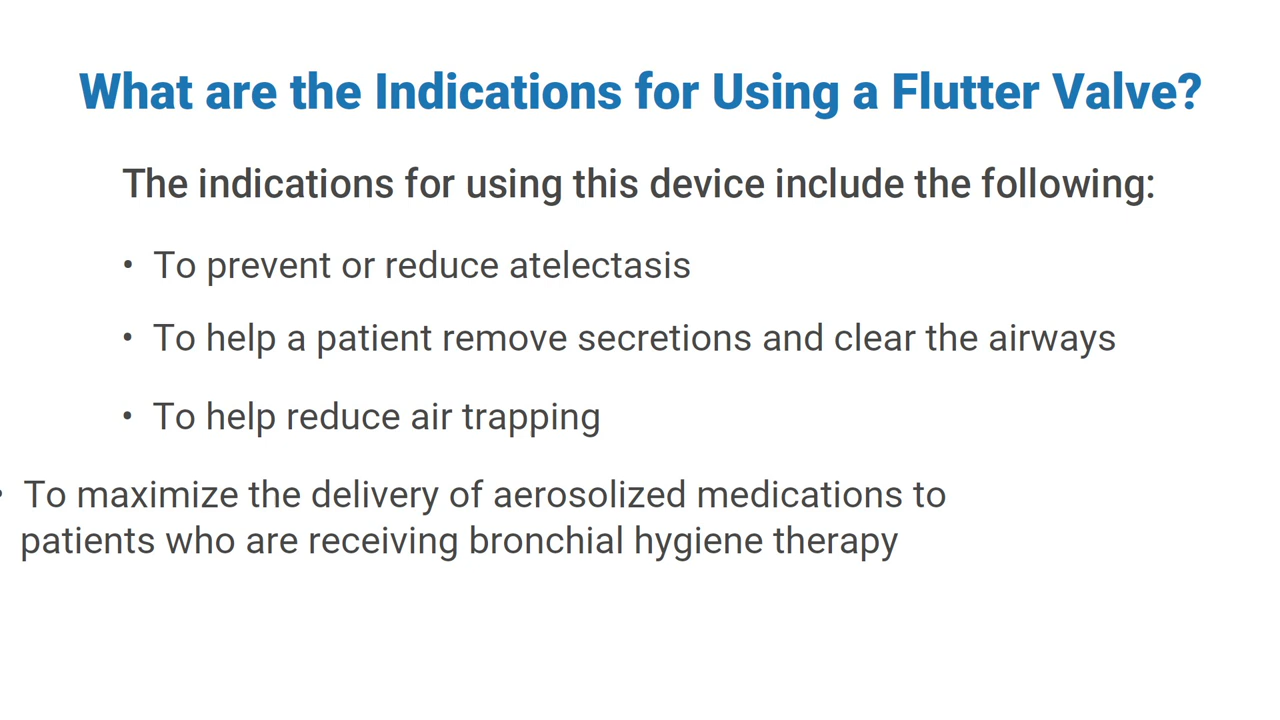 What are the Indications for Using a Flutter Valve?
The indications for using this device include the following:
• To prevent or reduce atelectasis
• To help a patient remove secretions and clear the airways
• To help reduce air trapping
• To maximize the delivery of aerosolized medications to
patients who are receiving bronchial hygiene therapy